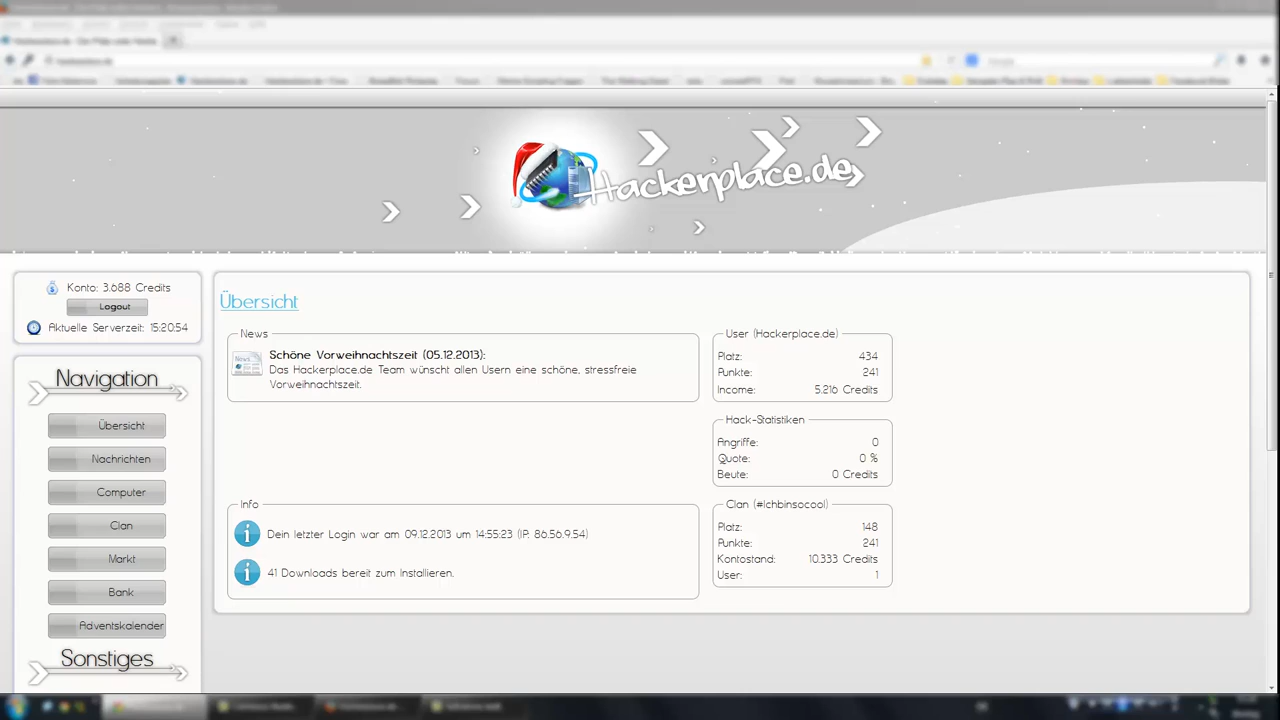 Hackerplace.de
Konto: 3.688 Credits
Logout
Aktuelle Serverzeit: 15:20:54
Navigation
Übersicht
Nachrichten
Computer
Clan
Markt
Bank
Adventskalender
Sonstiges
Übersicht
News
Schöne Vorweihnachtszeit (05.12.2013):
Das Hackerplace.de Team wünscht allen Usern eine schöne, stressfreie
Vorweihnachtszeit.
Info
Dein letzter Login war am 09.12.2013 um 14:55:23 (IP: 86.56.9.54)
41 Downloads bereit zum Installieren.
User (Hackerplace.de)
Platz: 434
Punkte: 241
Income: 5.216 Credits
Hack-Statistiken
Angriffe: 0
Quote: 0 %
Beute: 0 Credits
Clan (#ichbinsocool)
Platz: 148
Punkte: 241
Kontostand: 10.333 Credits
User: 1